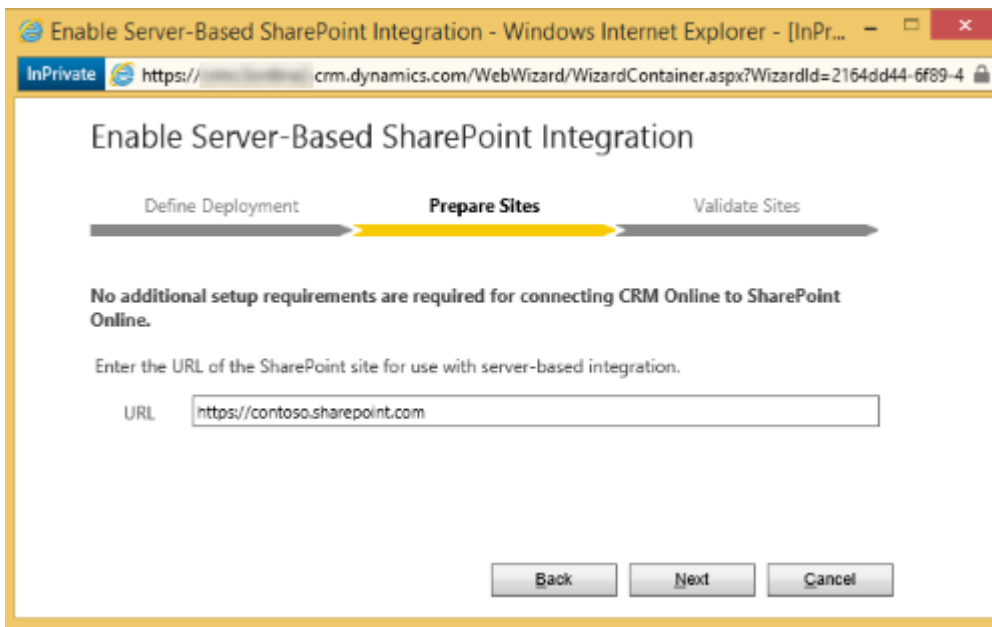 Enable Server-Based SharePoint Integration - Windows Internet Explorer - [InPr...
InPrivate https:// crm.dynamics.com/WebWizard/WizardContainer.aspx?WizardId=2164dd44-6f89-4
Enable Server-Based SharePoint Integration
Define Deployment Prepare Sites Validate Sites
No additional setup requirements are required for connecting CRM Online to SharePoint
Online.
Enter the URL of the SharePoint site for use with server-based integration.
URL https://contoso.sharepoint.com
Back Next Cancel